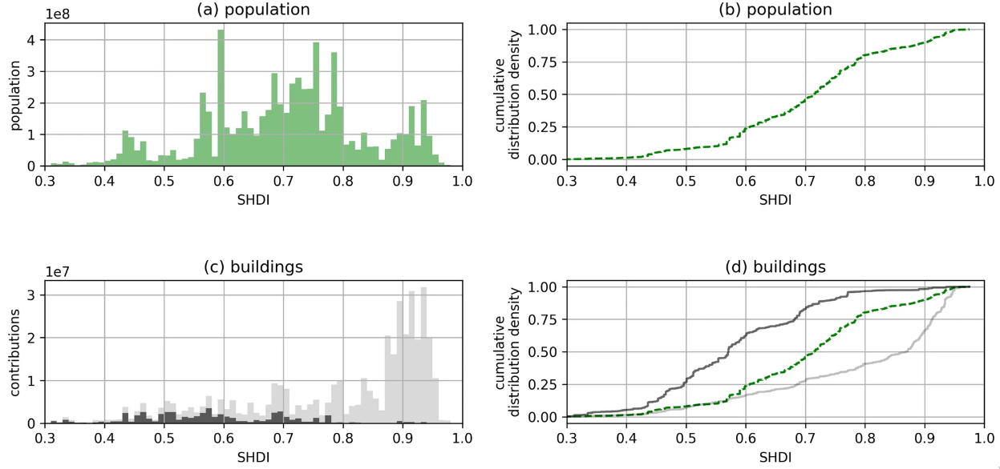 (a) population
1e8
population
4
3
2
1
0
0.3 0.4 0.5 0.6 0.7 0.8 0.9 1.0
SHDI
(b) population
cumulative
distribution density
1.00
0.75
0.50
0.25
0.00
0.3 0.4 0.5 0.6 0.7 0.8 0.9 1.0
SHDI
(c) buildings
1e7
contributions
3
2
1
0
0.3 0.4 0.5 0.6 0.7 0.8 0.9 1.0
SHDI
(d) buildings
cumulative
distribution density
1.00
0.75
0.50
0.25
0.00
0.3 0.4 0.5 0.6 0.7 0.8 0.9 1.0
SHDI